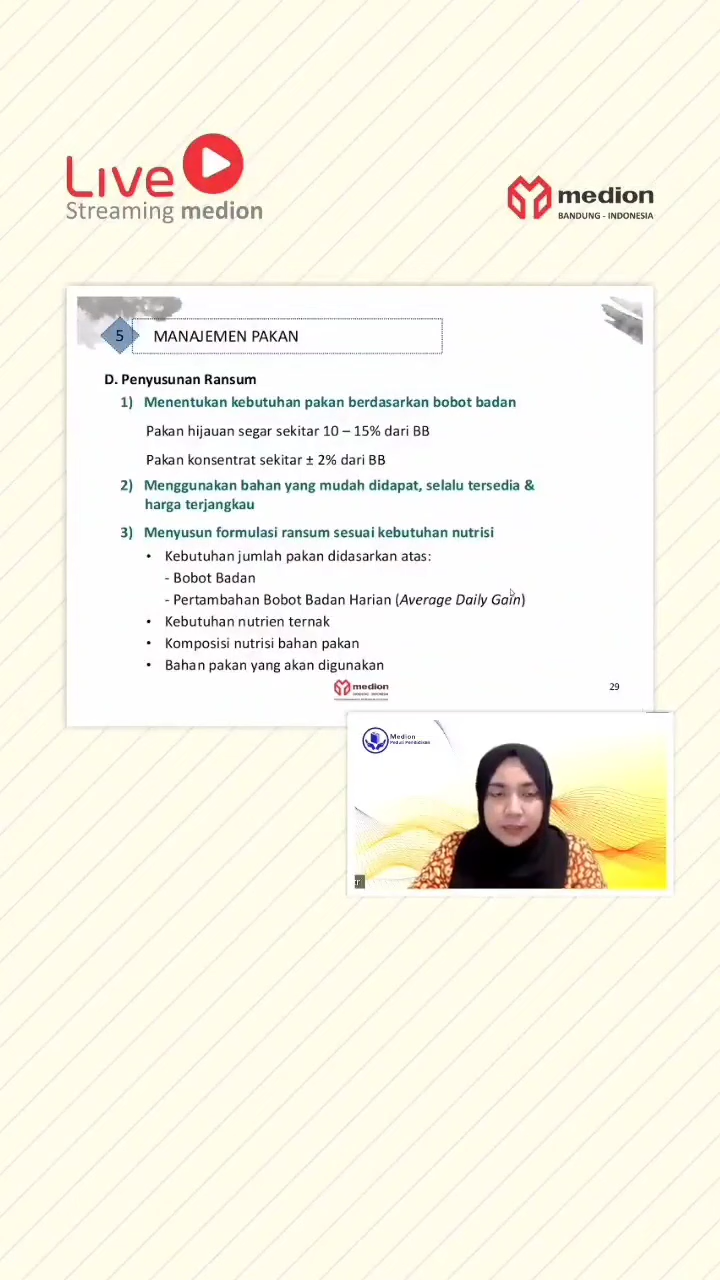 Live
Streaming medion
medion
BANDUNG - INDONESIA
5 MANAJEMEN PAKAN
D. Penyusunan Ransum
1) Menentukan kebutuhan pakan berdasarkan bobot badan
Pakan hijauan segar sekitar 10 – 15% dari BB
Pakan konsentrat sekitar ± 2% dari BB
2) Menggunakan bahan yang mudah didapat, selalu tersedia &
harga terjangkau
3) Menyusun formulasi ransum sesuai kebutuhan nutrisi
• Kebutuhan jumlah pakan didasarkan atas:
- Bobot Badan
- Pertambahan Bobot Badan Harian (Average Daily Gain)
• Kebutuhan nutrien ternak
• Komposisi nutrisi bahan pakan
• Bahan pakan yang akan digunakan
medion
29
Medion
Peduli Pendidikan